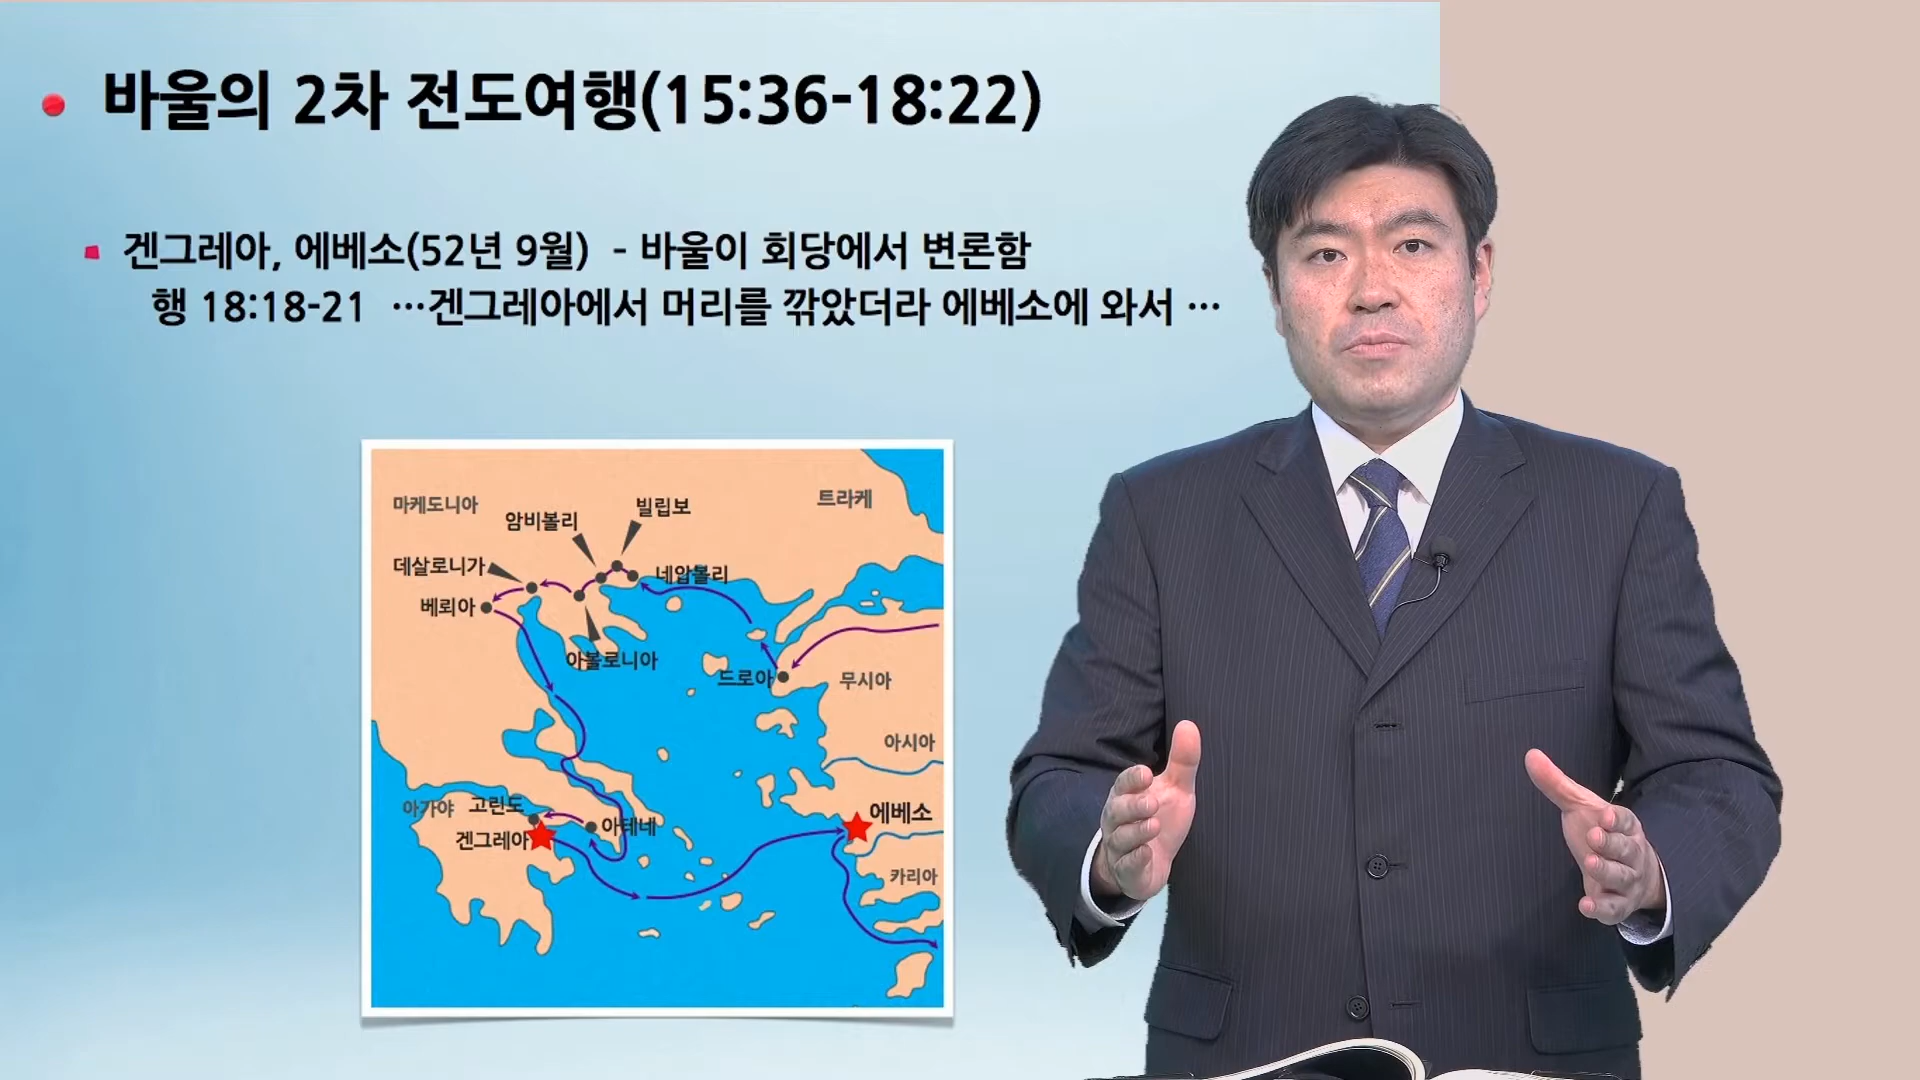 바울의 2차 전도여행(15:36-18:22)
겐그레아, 에베소(52년 9월) - 바울이 회당에서 변론함
행 18:18-21 …겐그레아에서 머리를 깎았더라 에베소에 와서 …
마케도니아
암비볼리
빌립보
트라케
데살로니가
네압볼리
베뢰아
아볼로니아
드로아
무시아
아시아
아가야
고린도
에베소
아테네
겐그레아
카리아